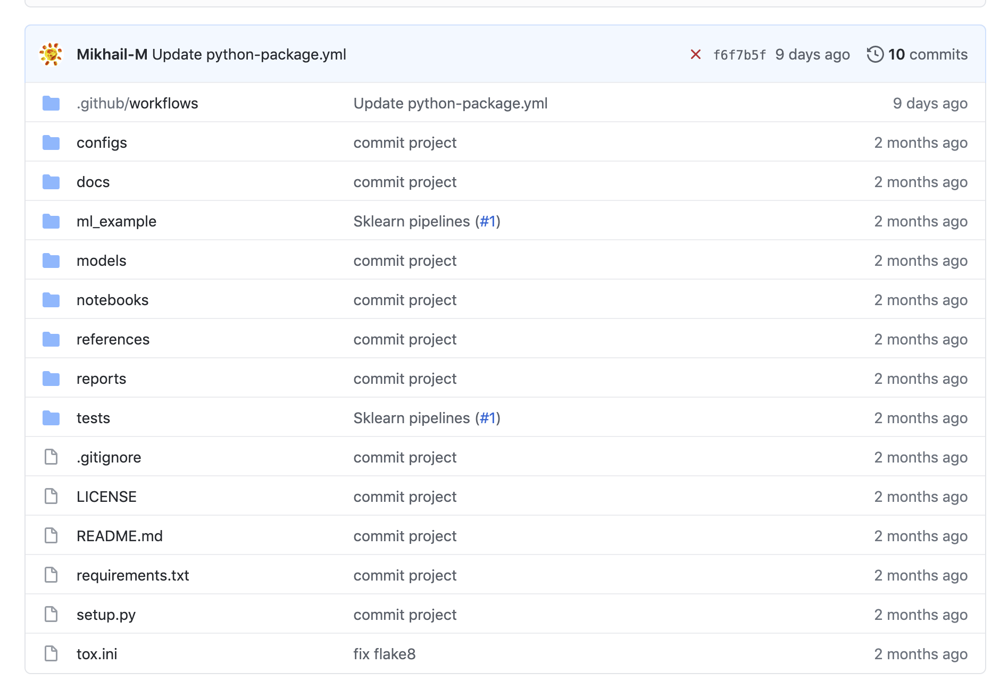 Mikhail-M Update python-package.yml f6f7b5f 9 days ago 10 commits
.github/workflows Update python-package.yml 9 days ago
configs commit project 2 months ago
docs commit project 2 months ago
ml_example Sklearn pipelines (#1) 2 months ago
models commit project 2 months ago
notebooks commit project 2 months ago
references commit project 2 months ago
reports commit project 2 months ago
tests Sklearn pipelines (#1) 2 months ago
.gitignore commit project 2 months ago
LICENSE commit project 2 months ago
README.md commit project 2 months ago
requirements.txt commit project 2 months ago
setup.py commit project 2 months ago
tox.ini fix flake8 2 months ago